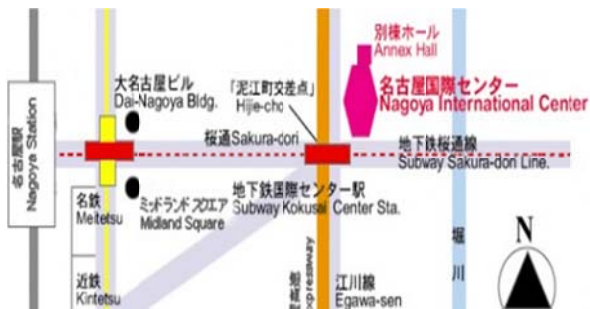 別棟ホール
Annex Hall
名古屋国際センター
Nagoya International Center
大名古屋ビル
Dai-Nagoya Bldg.
「泥江町交差点」
Hijie-cho
名古屋駅
Nagoya Station
桜通Sakura-dori
地下鉄桜通線
Subway Sakura-dori Line.
名鉄
Meitetsu
ミッドランドスクエア
Midland Square
地下鉄国際センター駅
Subway Kokusai Center Sta.
近鉄
Kintetsu
江川線
Egawa-sen
堀川
N